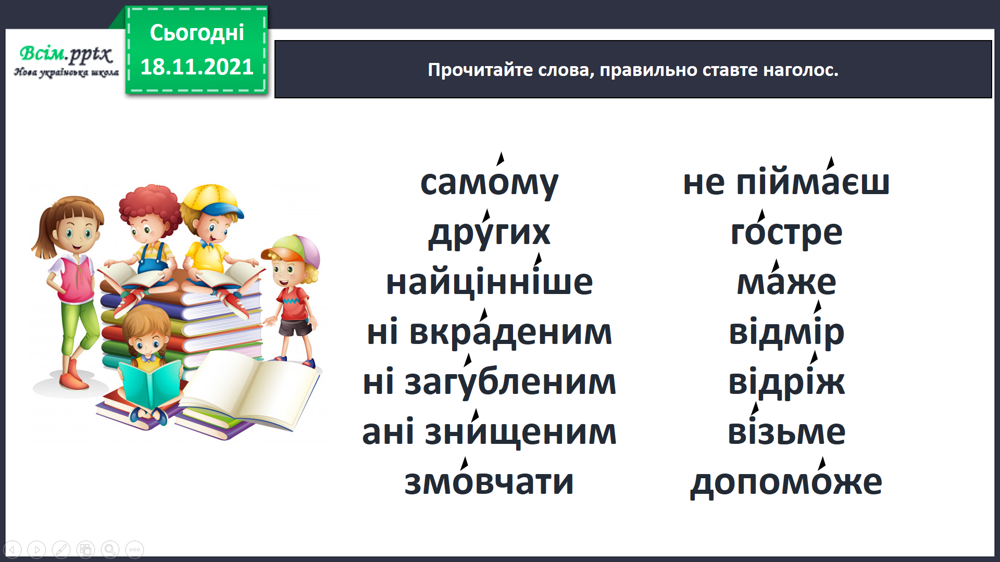 Сьогодні
18.11.2021
Всім.pptx
Нова українська школа
Прочитайте слова, правильно ставте наголос.
само́му
дру́гих
найцінні́ше
ні вкра́деним
ні загу́бленим
ані зни́щеним
змо́вчати
не пійма́єш
го́стре
ма́же
відмі́р
відрі́ж
ві́зьме
допомо́же